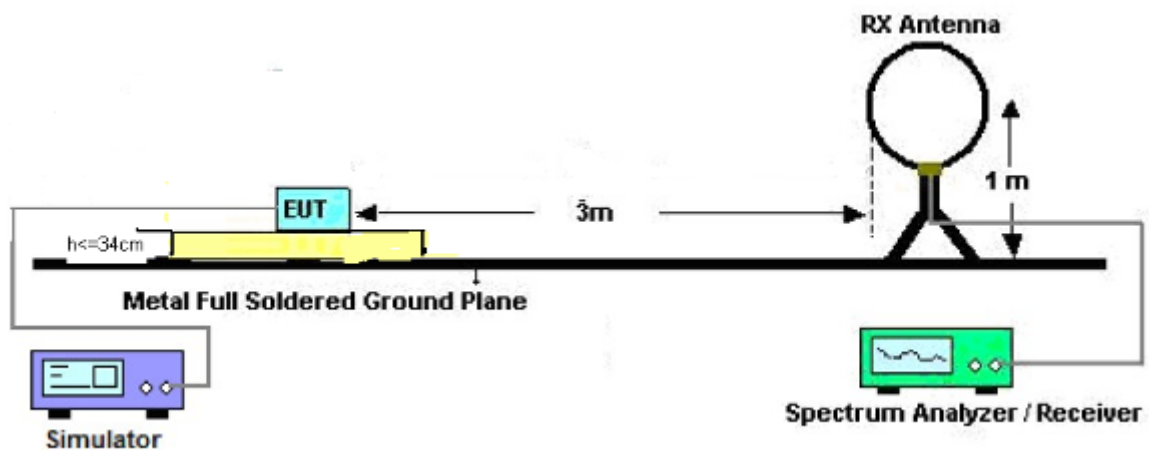 RX Antenna
1 m
EUT
3m
h<=34cm
Metal Full Soldered Ground Plane
Simulator
Spectrum Analyzer / Receiver